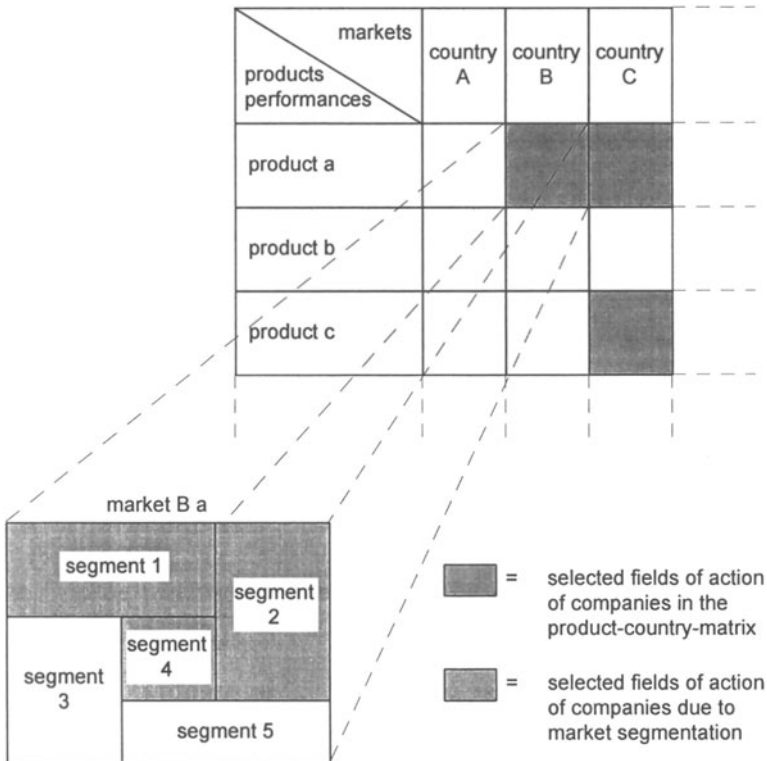 markets
products
performances
country
A
country
B
country
C
product a
product b
product c
market B a
segment 1
segment
2
segment
3
segment
4
segment 5
= selected fields of action
of companies in the
product-country-matrix
= selected fields of action
of companies due to
market segmentation